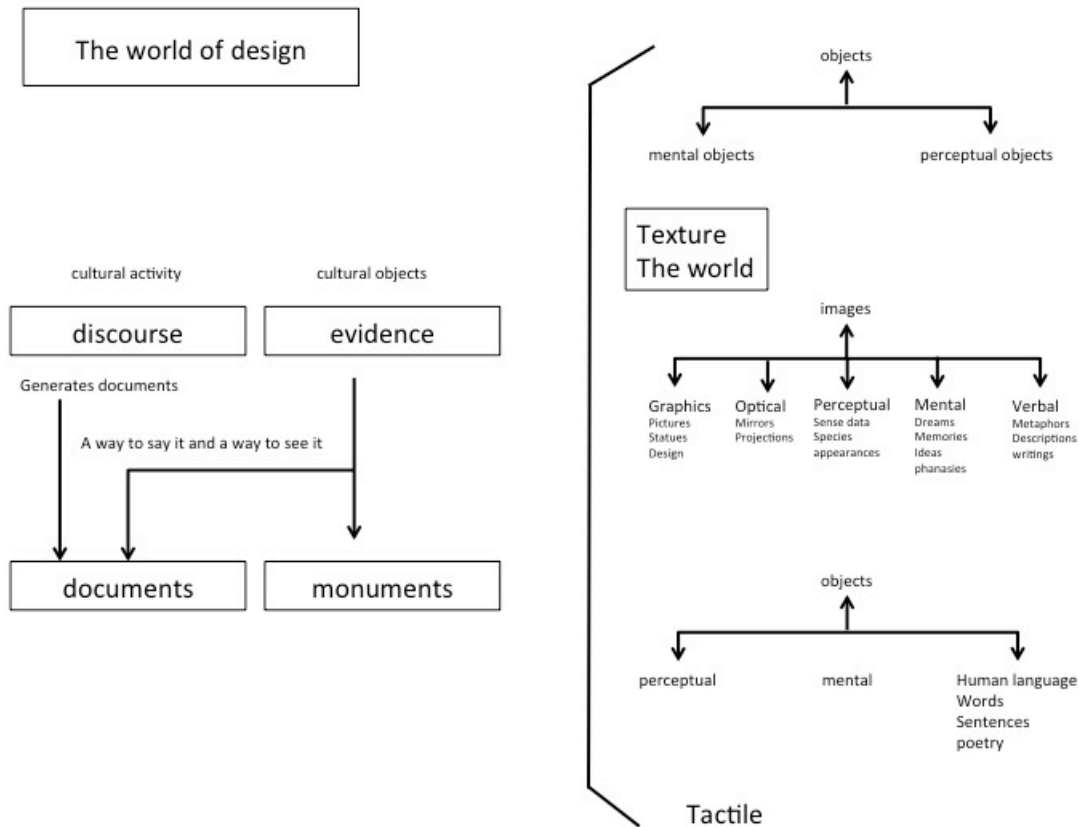 The world of design
cultural activity
cultural objects
discourse
evidence
Generates documents
A way to say it and a way to see it
documents
monuments
objects
mental objects
perceptual objects
Texture
The world
images
Graphics
Pictures
Statues
Design
Optical
Mirrors
Projections
Perceptual
Sense data
Species
appearances
Mental
Dreams
Memories
Ideas
phanasies
Verbal
Metaphors
Descriptions
writings
objects
perceptual
mental
Human language
Words
Sentences
poetry
Tactile